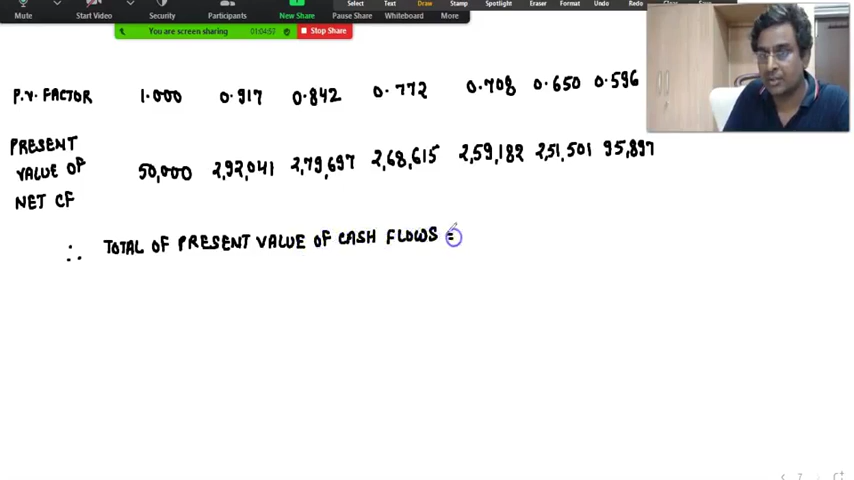 Mute
Start Video
Security
Participants
New Share
Pause Share
Select
Text
Draw
Stamp
Spotlight
Eraser
Format
Undo
Redo
Whiteboard
More
You are screen sharing
01:04:57
Stop Share
P.V. FACTOR 1.000 0.917 0.842 0.772 0.708 0.650 0.596
PRESENT
VALUE OF 50,000 2,92,041 2,79,697 2,68,615 2,59,182 2,51,501 95,897
NET CF
∴ TOTAL OF PRESENT VALUE OF CASH FLOWS =
7